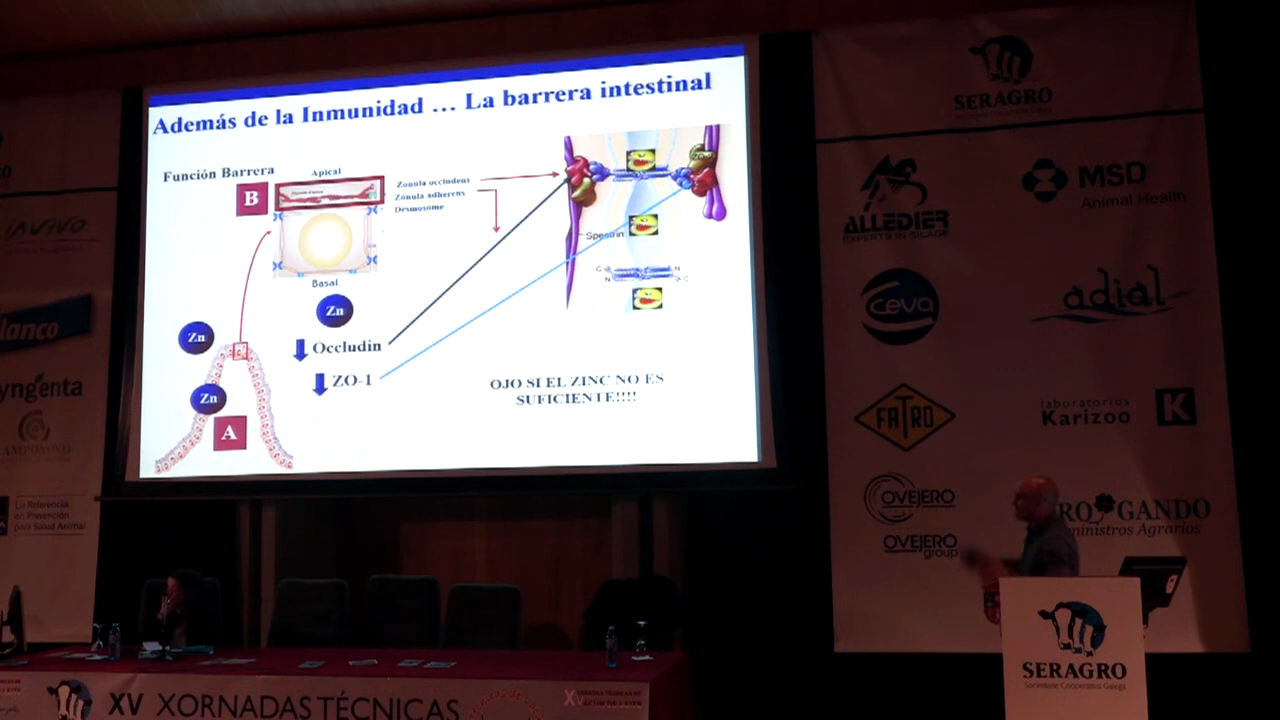 Además de la Inmunidad ... La barrera intestinal
Función Barrera
Apical
B
Zonula occludens
Zonula adherens
Desmosome
Basal
Zn
Zn
Zn
A
Occludin
ZO-1
Spectrin
C
N
N
C
OJO SI EL ZINC NO ES
SUFICIENTE!!!!
SERAGRO
ALLEDIER
EXPERTS IN SILAGE
MSD
Animal Health
Ceva
adial
FATRO
laboratorios
Karizoo
K
OVEJERO
OVEJERO
group
GANDO
Agrarios
SERAGRO
Sociedade Cooperativa Galega
La Referencia
en Prevención
para Salud Animal
XV XORNADAS TÉCNICAS